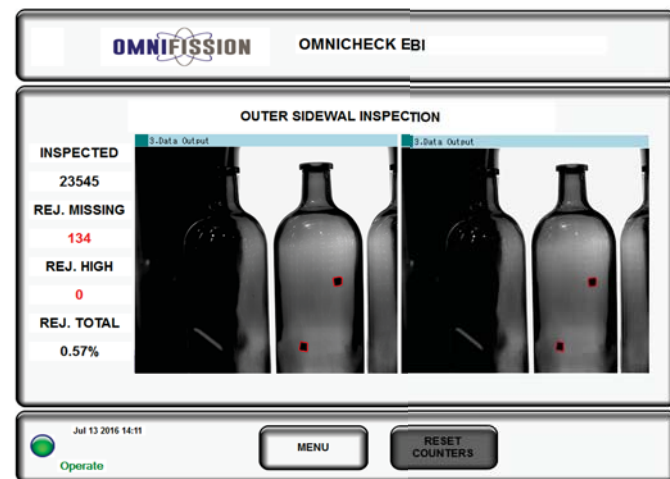 OMNIFISSION
OMNICHECK EBI
OUTER SIDEWAL INSPECTION
INSPECTED
23545
REJ. MISSING
134
REJ. HIGH
0
REJ. TOTAL
0.57%
3.Data Output
3.Data Output
Jul 13 2016 14:11
Operate
MENU
RESET
COUNTERS